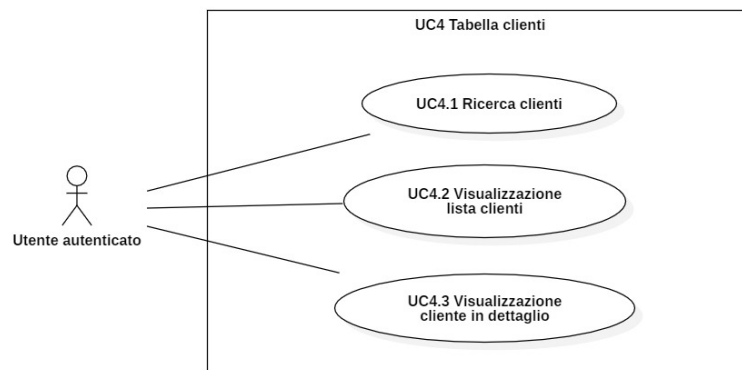 UC4 Tabella clienti
UC4.1 Ricerca clienti
UC4.2 Visualizzazione
lista clienti
Utente autenticato
UC4.3 Visualizzazione
cliente in dettaglio